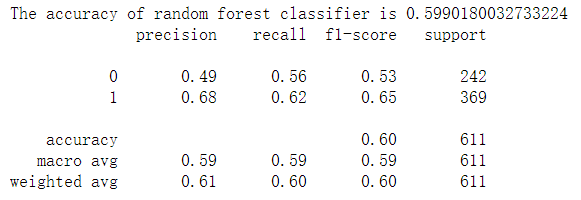 The accuracy of random forest classifier is 0.5990180032733224
precision recall f1-score support
0 0.49 0.56 0.53 242
1 0.68 0.62 0.65 369
accuracy 0.60 611
macro avg 0.59 0.59 0.59 611
weighted avg 0.61 0.60 0.60 611